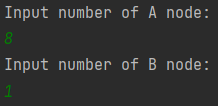 Input number of A node:
8
Input number of B node:
1